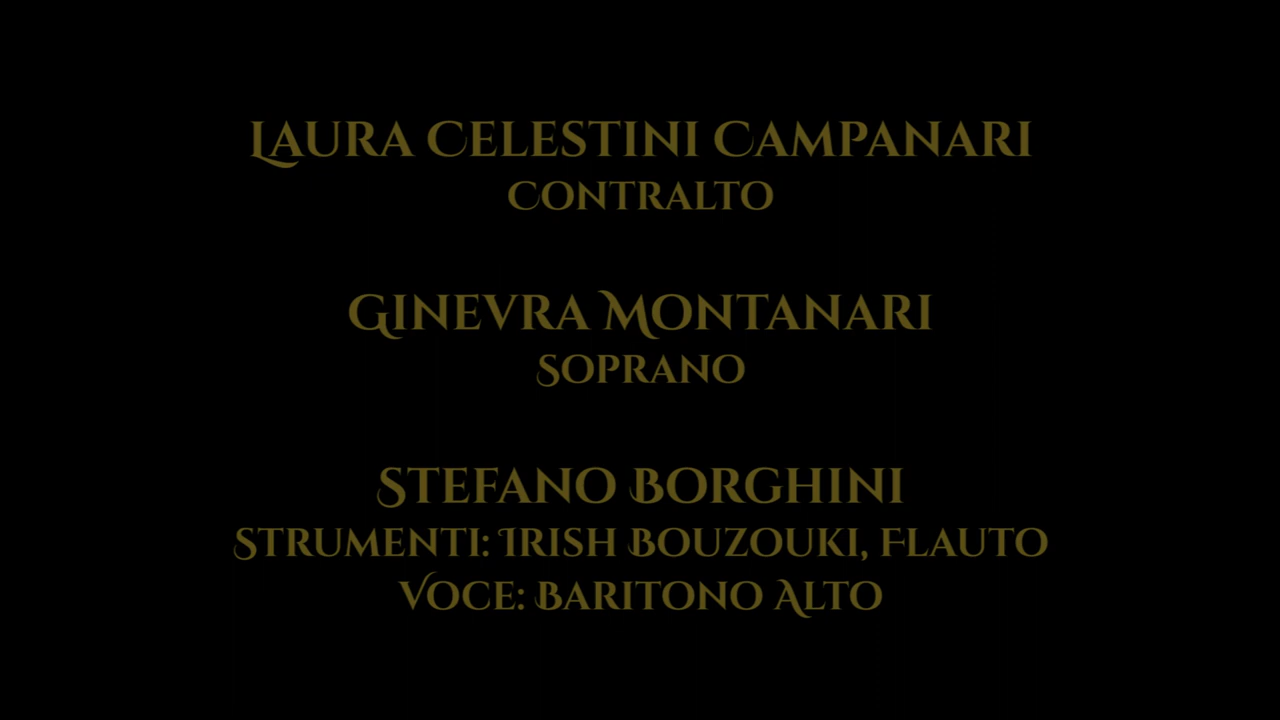 Laura Celestini Campanari
Contralto
Ginevra Montanari
Soprano
Stefano Borghini
Strumenti: Irish Bouzouki, Flauto
Voce: Baritono Alto